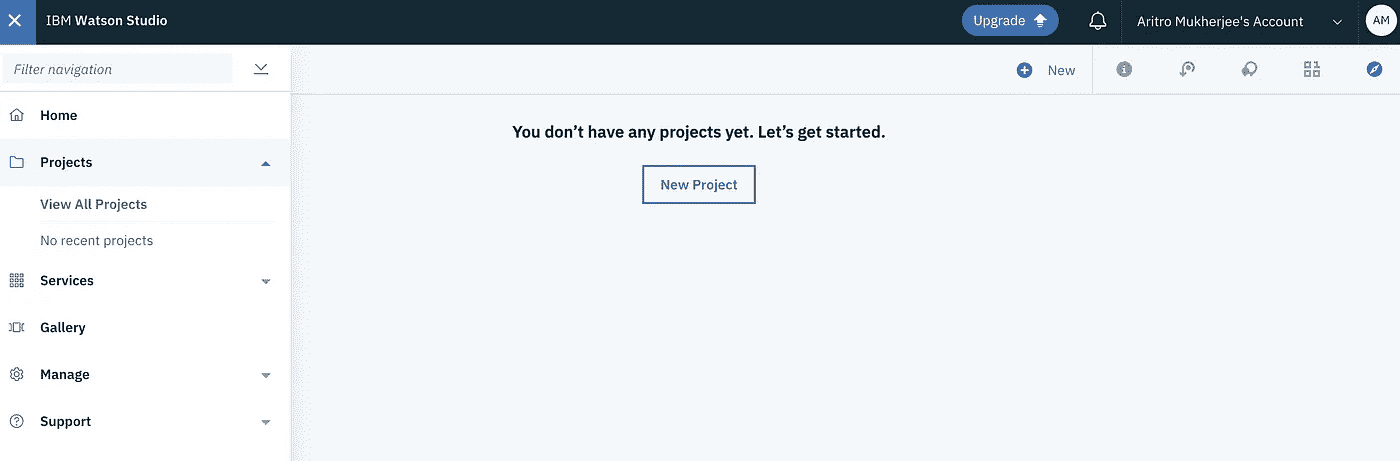 IBM Watson Studio
Upgrade
Aritro Mukherjee's Account
AM
Filter navigation
New
Home
You don’t have any projects yet. Let’s get started.
Projects
New Project
View All Projects
No recent projects
Services
Gallery
Manage
Support